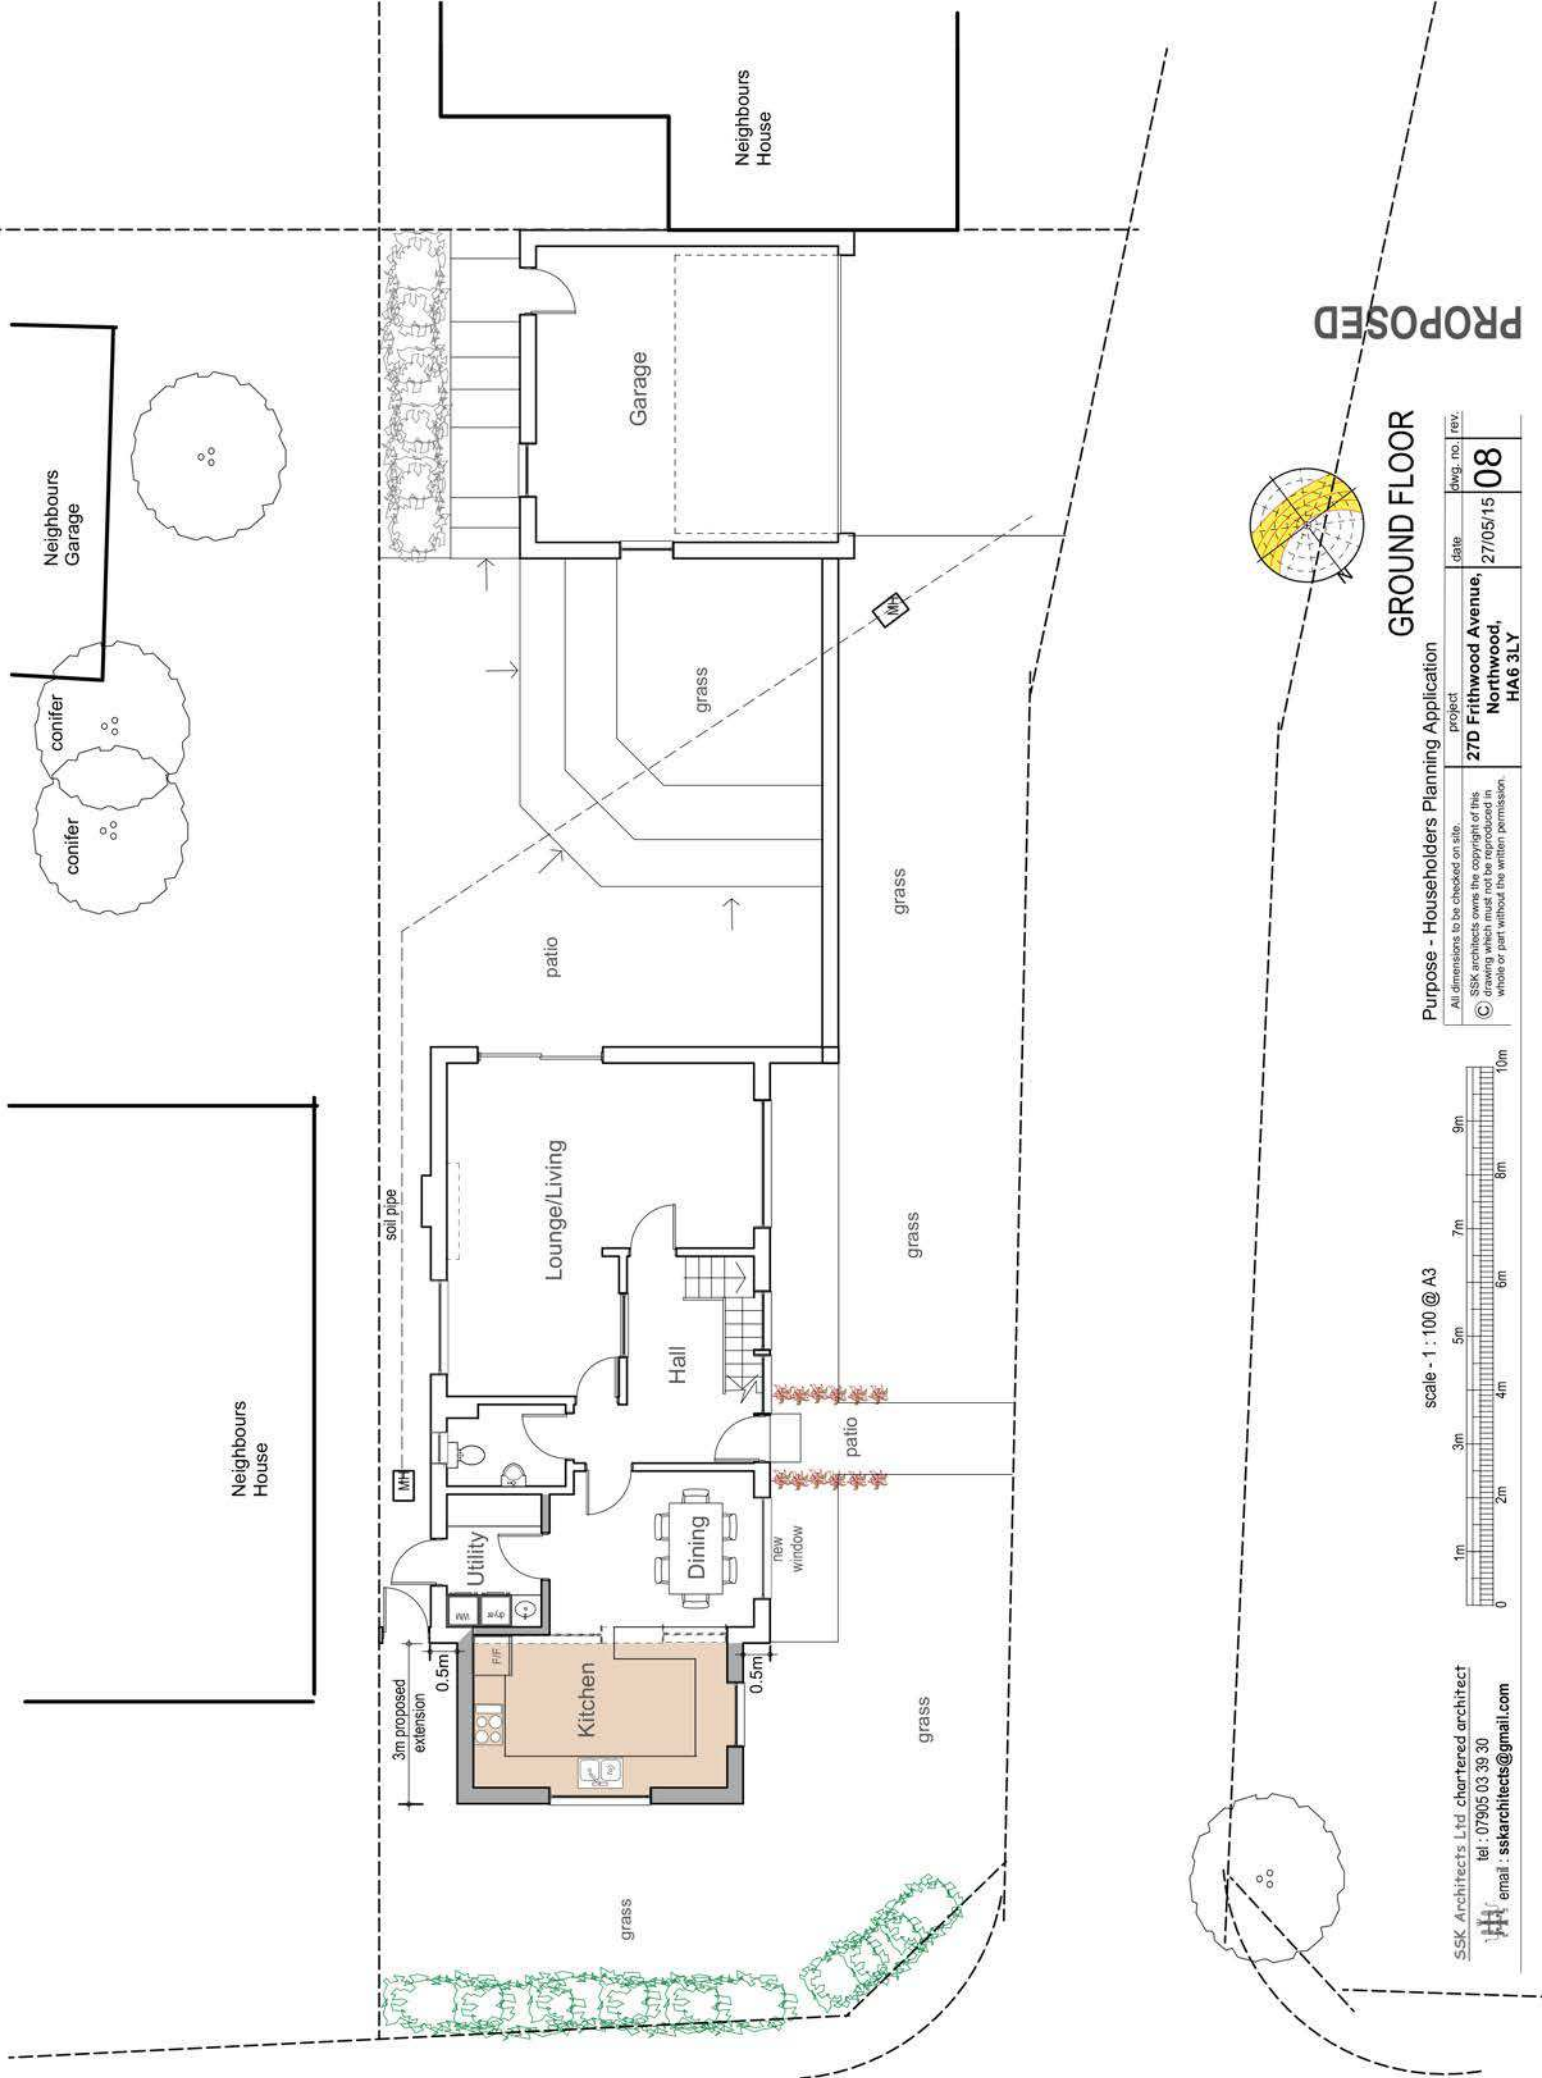 Neighbours
House
Neighbours
Garage
conifer
conifer
Neighbours
House
Garage
grass
patio
grass
soil pipe
MH
MH
Lounge/Living
Hall
grass
patio
Utility
WM
dryer
Dining
new
window
3m proposed
extension
0.5m
0.5m
F/F
Kitchen
grass
grass
PROPOSED
GROUND FLOOR
N
Purpose - Householders Planning Application
All dimensions to be checked on site.
© SSK architects owns the copyright of this
drawing which must not be reproduced in
whole or part without the written permission.
project
27D Frithwood Avenue,
Northwood,
HA6 3LY
date
27/05/15
dwg. no.
08
rev.
scale - 1 : 100 @ A3
0 1m 2m 3m 4m 5m 6m 7m 8m 9m 10m
SSK Architects Ltd chartered architect
tel : 07905 03 39 30
email : sskarchitects@gmail.com